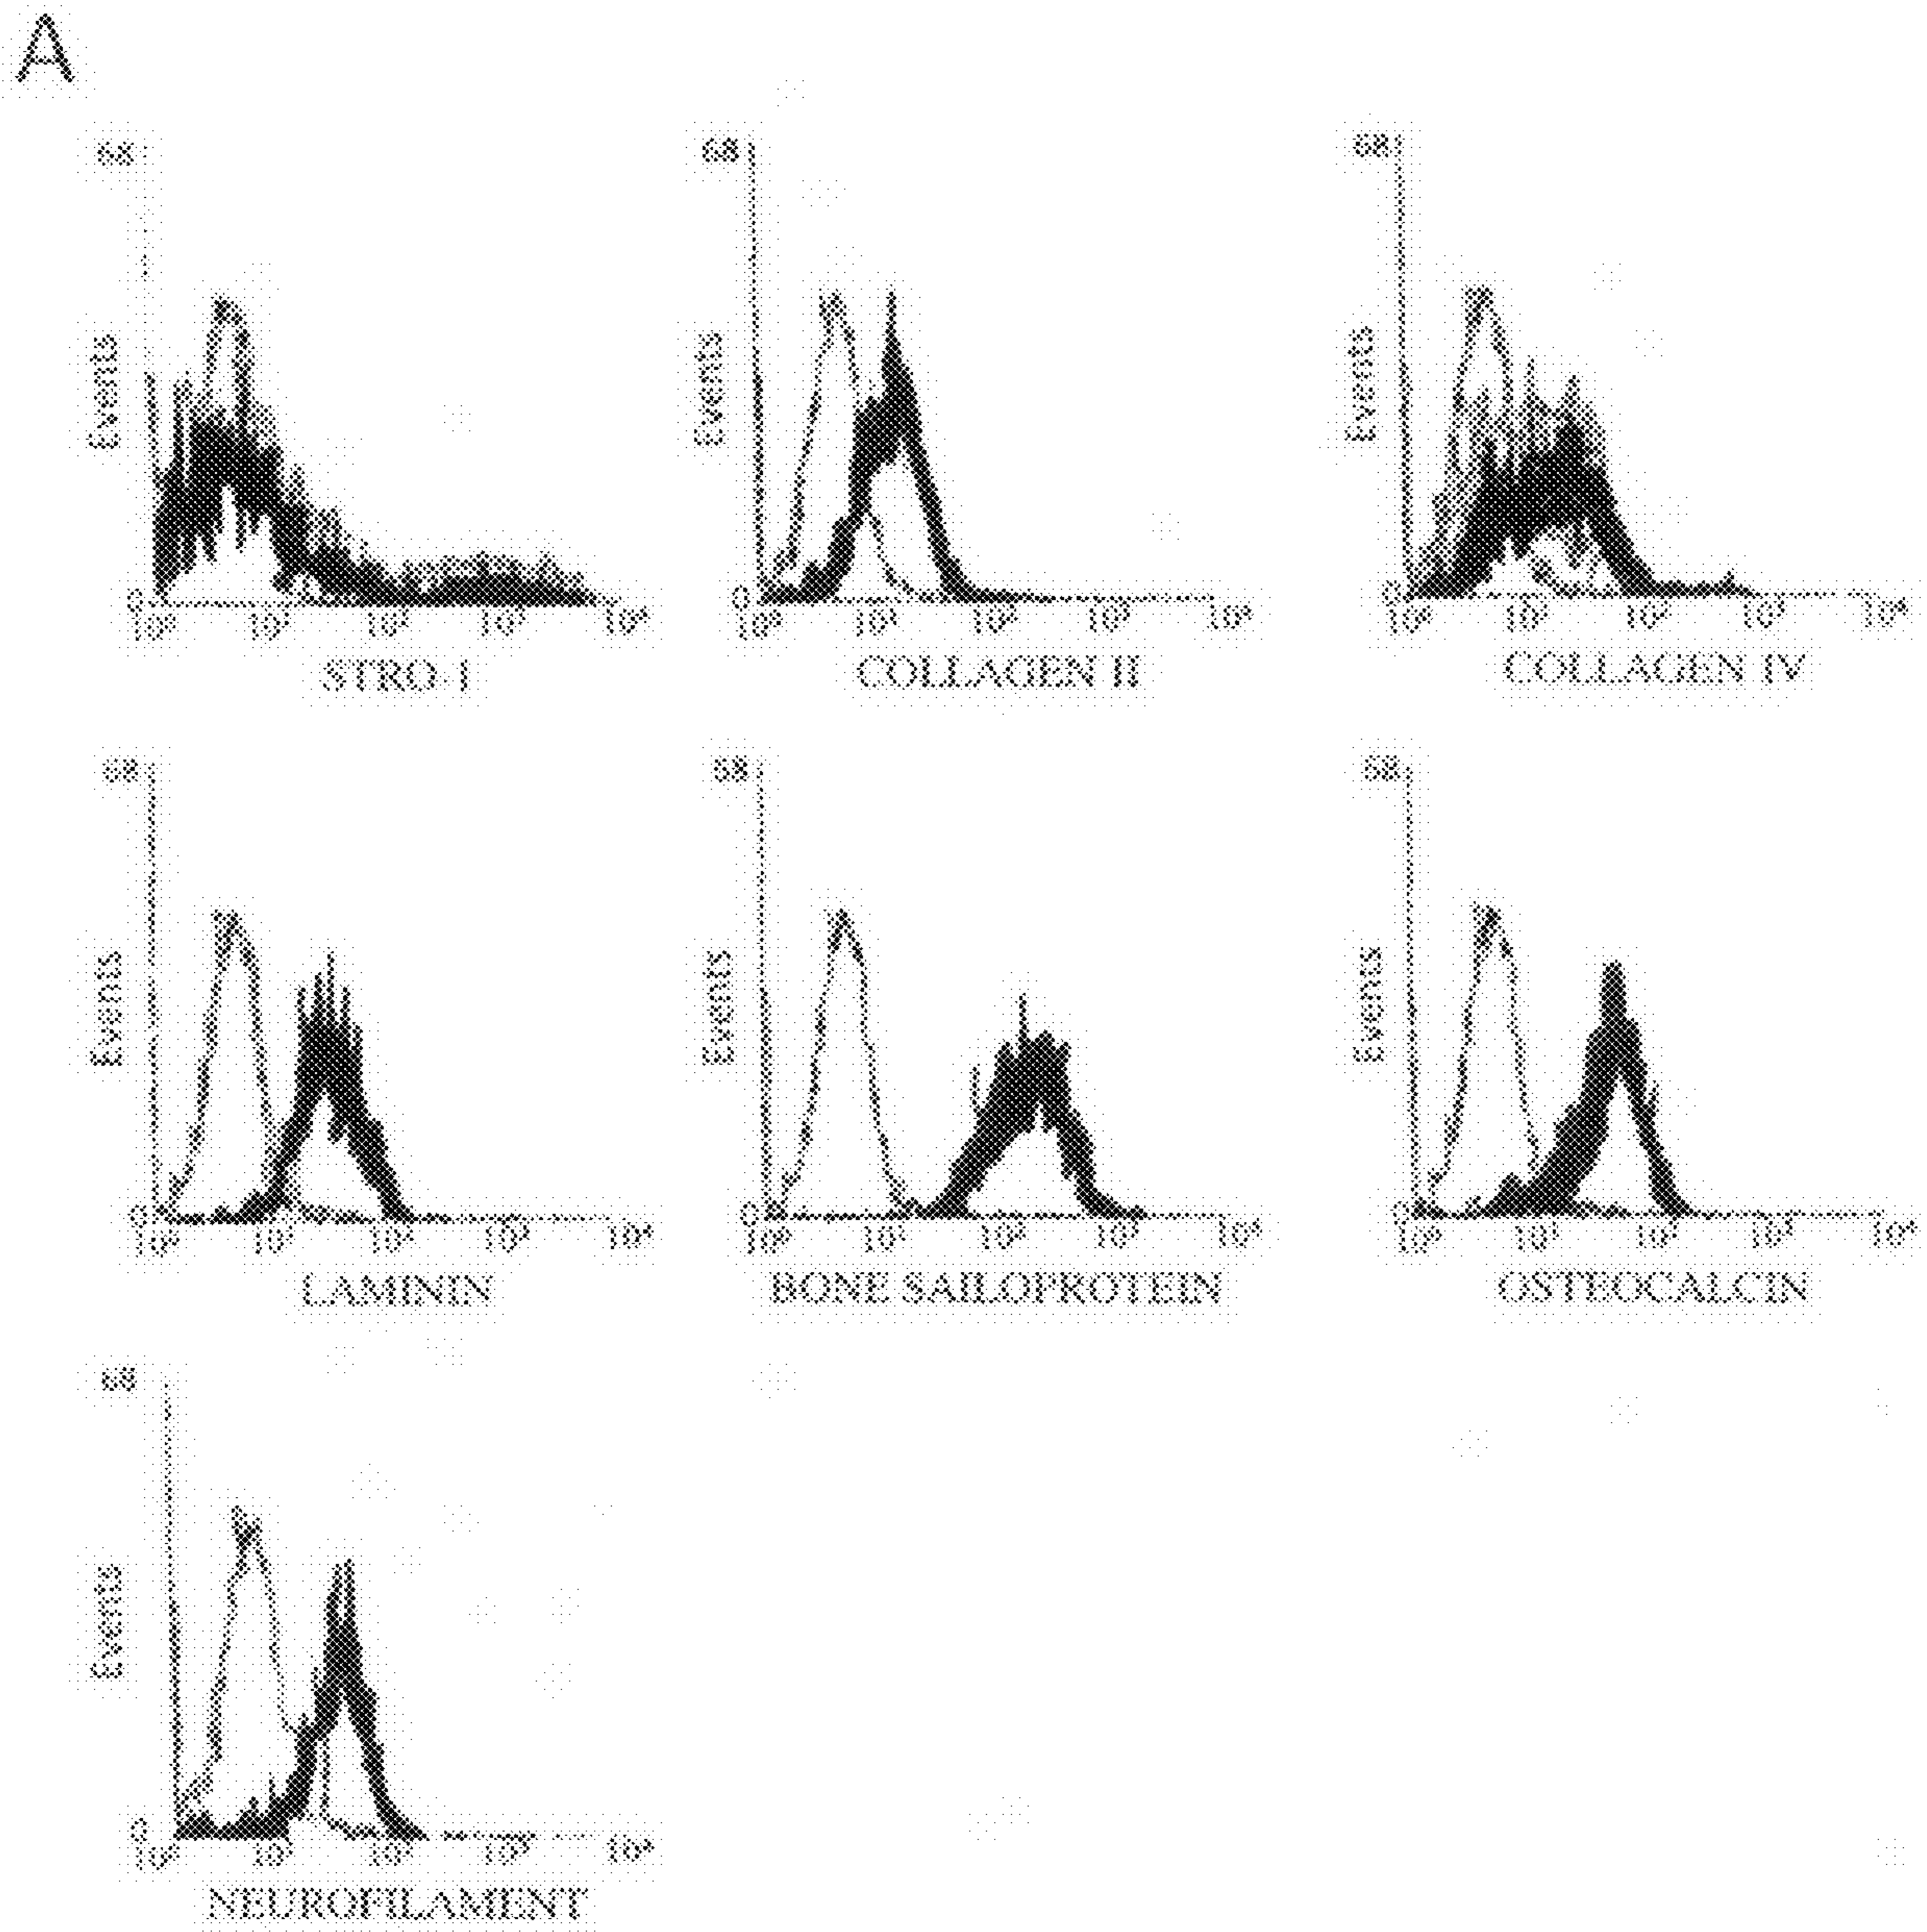 A
68 68 68
Events Events Events
0 10⁰ 10¹ 10² 10³ 10⁴ 0 10⁰ 10¹ 10² 10³ 10⁴ 0 10⁰ 10¹ 10² 10³ 10⁴
STRO-1 COLLAGEN II COLLAGEN IV
68 68 68
Events Events Events
0 10⁰ 10¹ 10² 10³ 10⁴ 0 10⁰ 10¹ 10² 10³ 10⁴ 0 10⁰ 10¹ 10² 10³ 10⁴
LAMININ BONE SAILOPROTEIN OSTEOCALCIN
68
Events
0 10⁰ 10¹ 10² 10³ 10⁴
NEUROFILAMENT